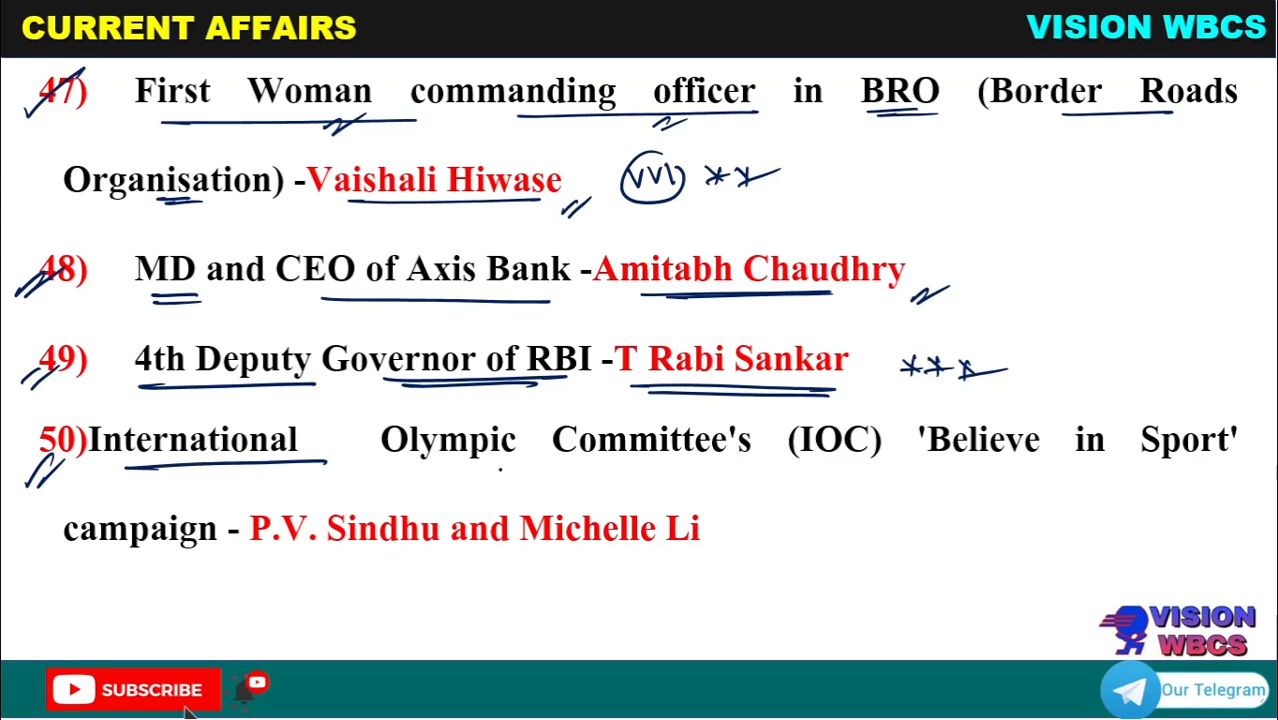 CURRENT AFFAIRS
VISION WBCS
47) First Woman commanding officer in BRO (Border Roads
Organisation) -Vaishali Hiwase VVI **
48) MD and CEO of Axis Bank -Amitabh Chaudhry
49) 4th Deputy Governor of RBI -T Rabi Sankar ***
50)International Olympic Committee's (IOC) 'Believe in Sport'
campaign - P.V. Sindhu and Michelle Li
VISION
WBCS
SUBSCRIBE
Our Telegram